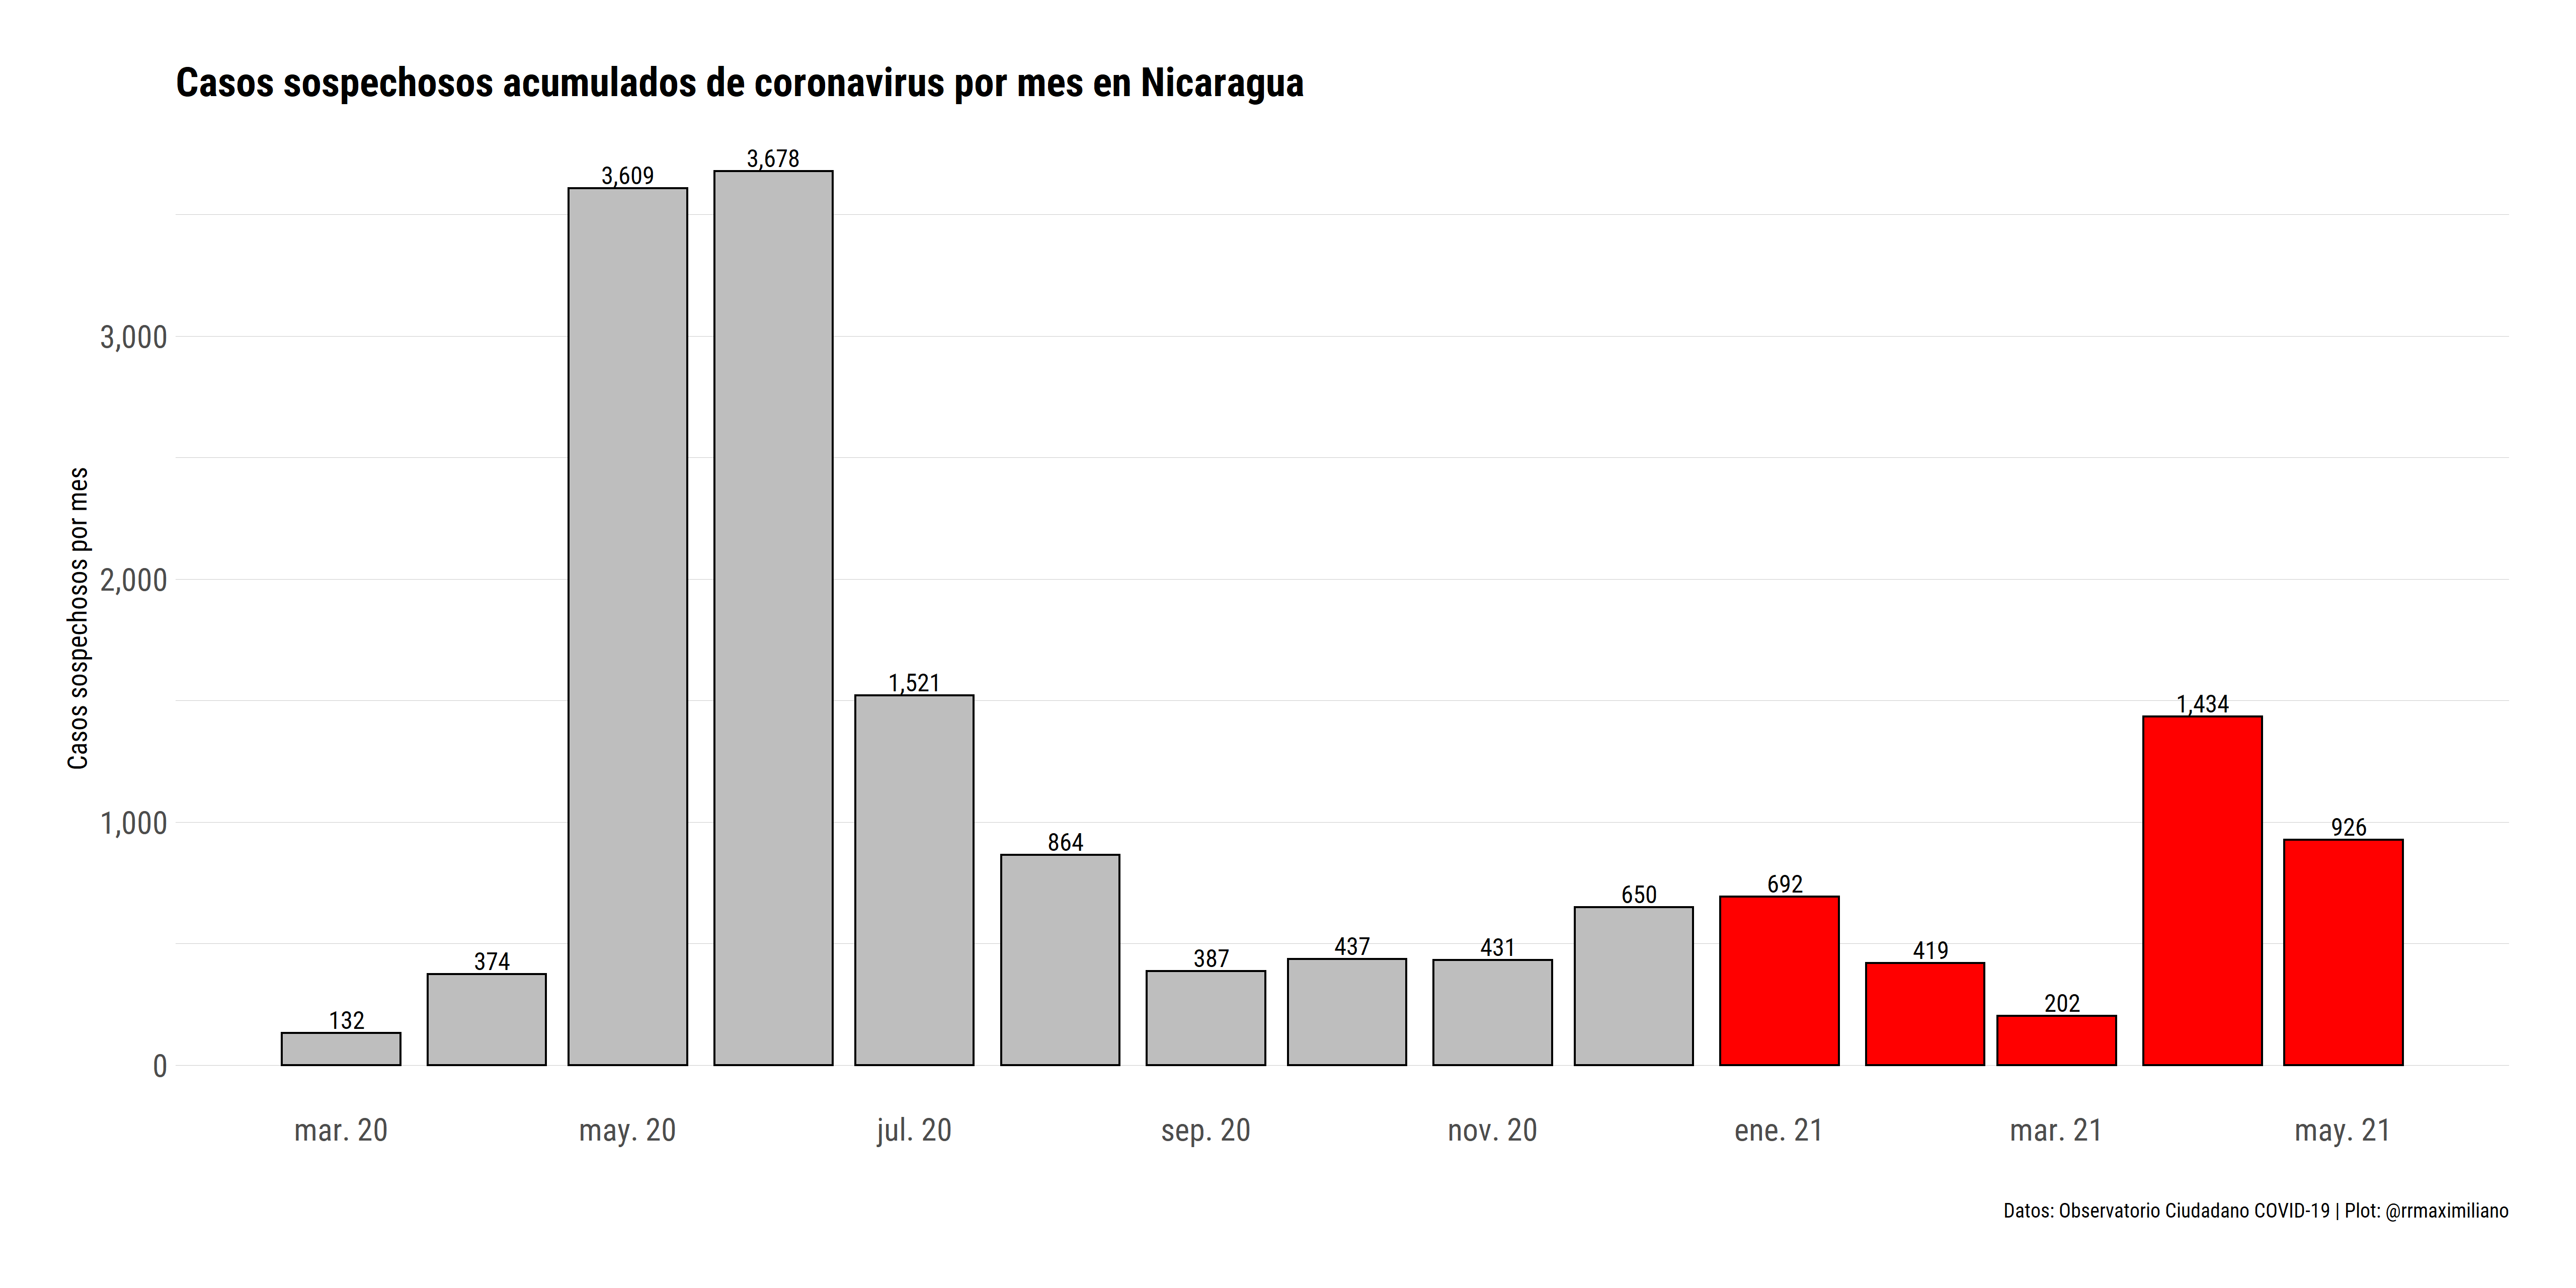 Casos sospechosos acumulados de coronavirus por mes en Nicaragua
Casos sospechosos por mes
3,000
2,000
1,000
0
132
374
3,609
3,678
1,521
864
387
437
431
650
692
419
202
1,434
926
mar. 20
may. 20
jul. 20
sep. 20
nov. 20
ene. 21
mar. 21
may. 21
Datos: Observatorio Ciudadano COVID-19 | Plot: @rrmaximiliano